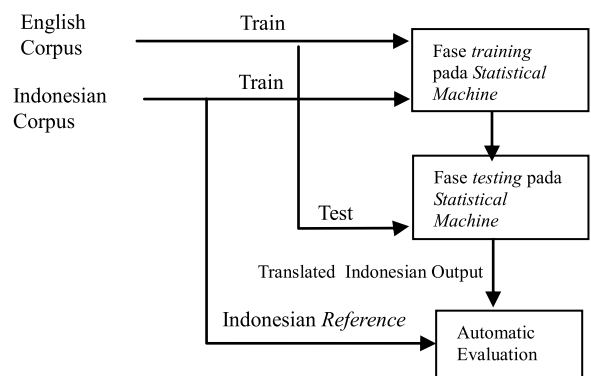 English
Corpus
Train
Fase training
pada Statistical
Machine
Indonesian
Corpus
Train
Fase testing pada
Statistical
Machine
Test
Translated Indonesian Output
Indonesian Reference
Automatic
Evaluation